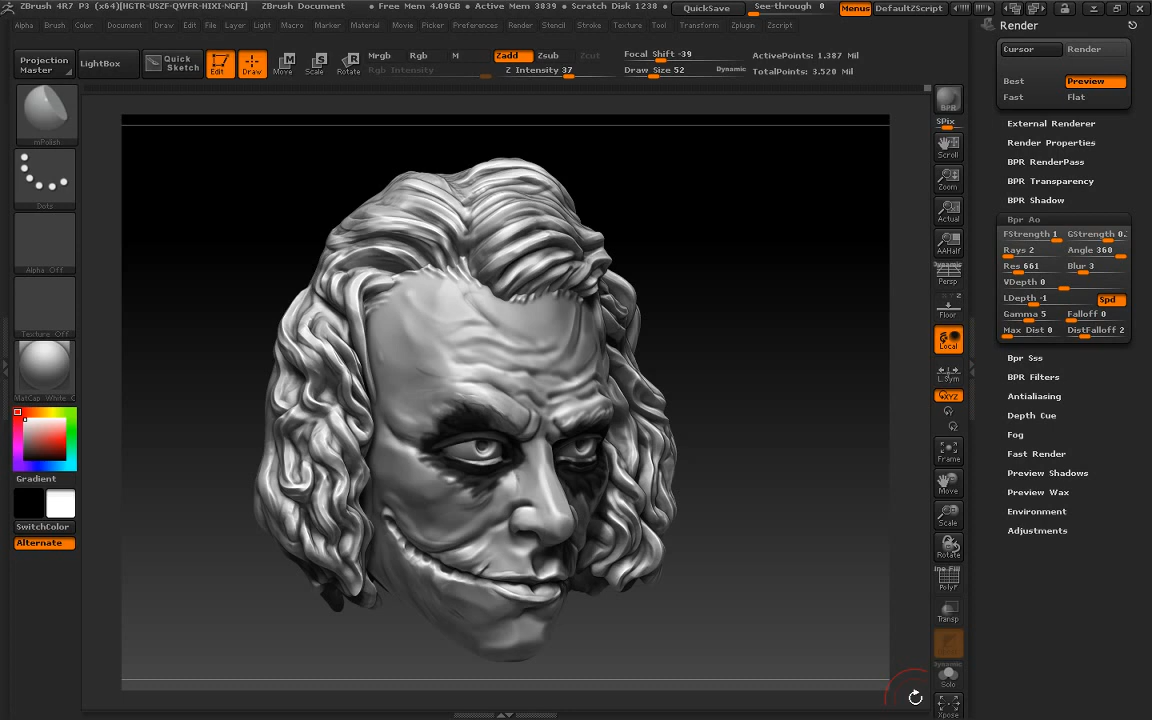 ZBrush 4R7 P3 (x64)[HGTR-USZF-QWFR-HIXI-NGFI] ZBrush Document • Free Mem 4.09GB • Active Mem 3839 • Scratch Disk 1238 • QuickSave See-through 0 Menus DefaultZScript
Alpha Brush Color Document Draw Edit File Layer Light Macro Marker Material Movie Picker Preferences Render Stencil Stroke Texture Tool Transform Zplugin Zscript
Projection Master
LightBox
Quick Sketch
Edit
Draw
Move
Scale
Rotate
Mrgb Rgb M
Rgb Intensity
Zadd Zsub Zcut
Z Intensity 37
Focal Shift -39
Draw Size 52 Dynamic
ActivePoints: 1.387 Mil
TotalPoints: 3.520 Mil
mPolish
Dots
Alpha Off
Texture Off
MatCap White C
Gradient
SwitchColor
Alternate
BPR
SPix
Scroll
Zoom
Actual
AAHalf
Dynamic
Persp
Floor
Local
L.Sym
XYZ
Frame
Move
Scale
Rotate
Line Fill
PolyF
Transp
Dynamic
Solo
Xpose
Render
Cursor Render
Best Preview
Fast Flat
External Renderer
Render Properties
BPR RenderPass
BPR Transparency
BPR Shadow
Bpr Ao
FStrength 1 GStrength 0.
Rays 2 Angle 360
Res 661 Blur 3
VDepth 0
LDepth -1 Spd
Gamma 5 Falloff 0
Max Dist 0 DistFalloff 2
Bpr Sss
BPR Filters
Antialiasing
Depth Cue
Fog
Fast Render
Preview Shadows
Preview Wax
Environment
Adjustments